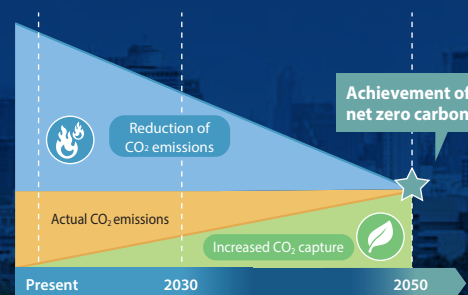 Achievement of
net zero carbon
Reduction of
CO₂ emissions
Actual CO₂ emissions
Increased CO₂ capture
Present
2030
2050